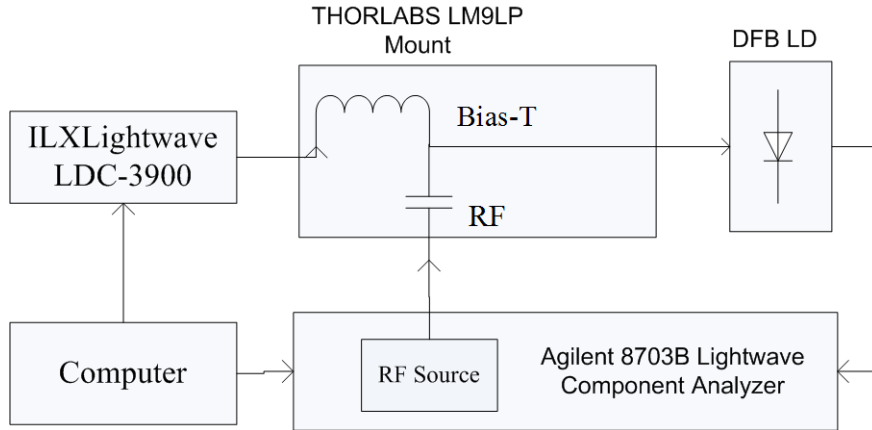 THORLABS LM9LP
Mount
DFB LD
Bias-T
ILXLightwave
LDC-3900
RF
Computer
RF Source
Agilent 8703B Lightwave
Component Analyzer